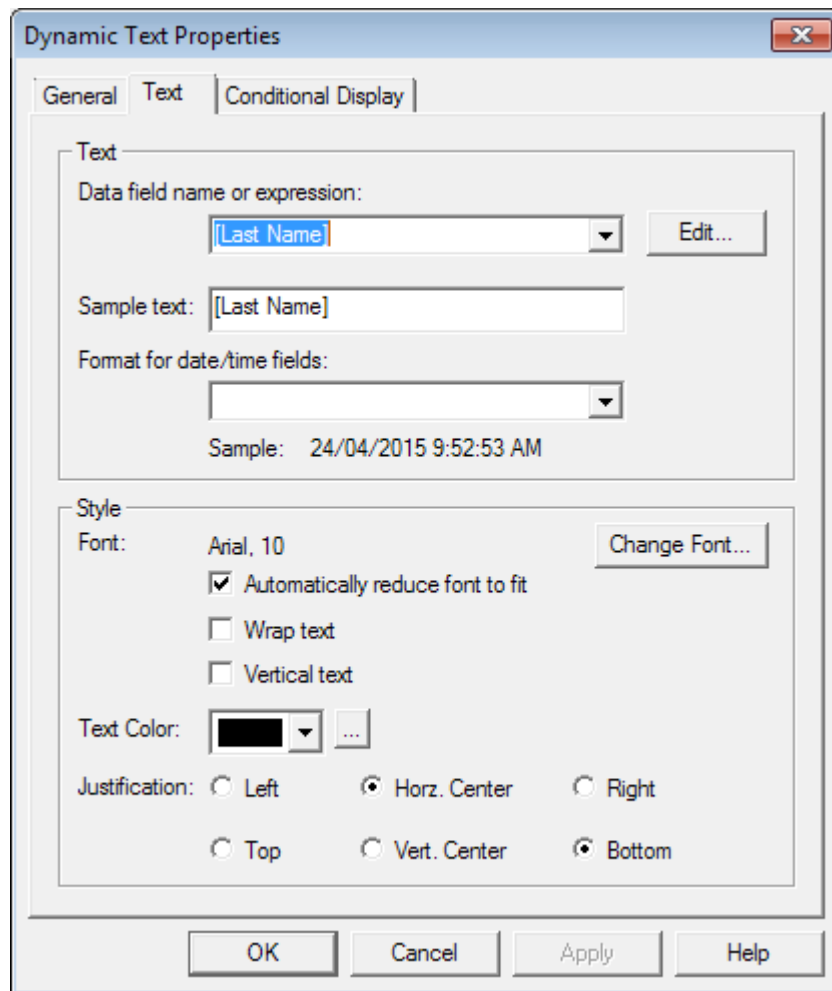 Dynamic Text Properties
General Text Conditional Display
Text
Data field name or expression:
[Last Name] Edit...
Sample text: [Last Name]
Format for date/time fields:
Sample: 24/04/2015 9:52:53 AM
Style
Font: Arial, 10 Change Font...
Automatically reduce font to fit
Wrap text
Vertical text
Text Color: ...
Justification: Left Horz. Center Right
Top Vert. Center Bottom
OK Cancel Apply Help